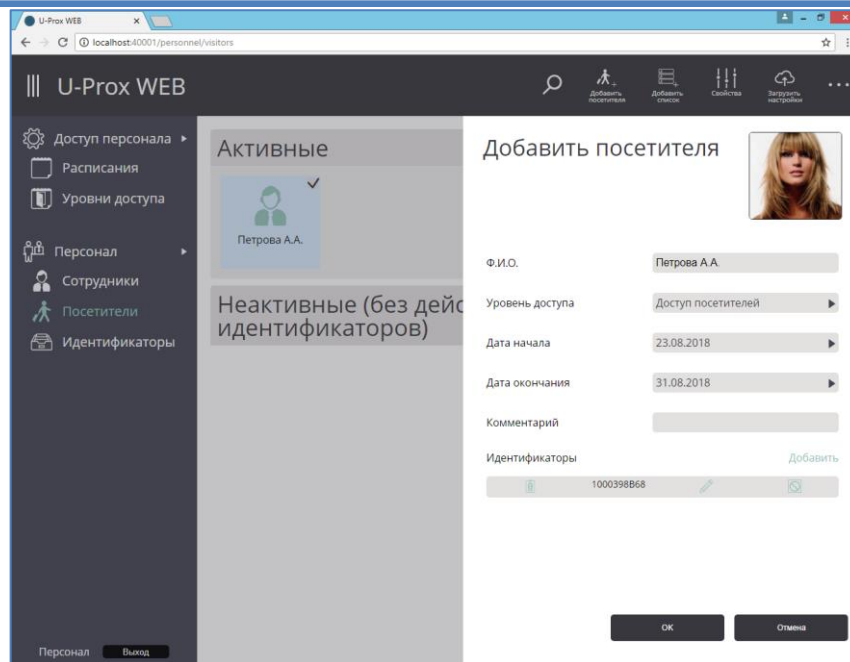 U-Prox WEB
localhost:40001/personnel/visitors
U-Prox WEB
Добавить
посетителя
Добавить
список
Свойства
Загрузить
настройки
Доступ персонала
Расписания
Уровни доступа
Персонал
Сотрудники
Посетители
Идентификаторы
Персонал
Выход
Активные
Петрова А.А.
Неактивные (без дейс
идентификаторов)
Добавить посетителя
Ф.И.О.
Петрова А.А.
Уровень доступа
Доступ посетителей
Дата начала
23.08.2018
Дата окончания
31.08.2018
Комментарий
Идентификаторы
Добавить
1000398B68
ОК
Отмена